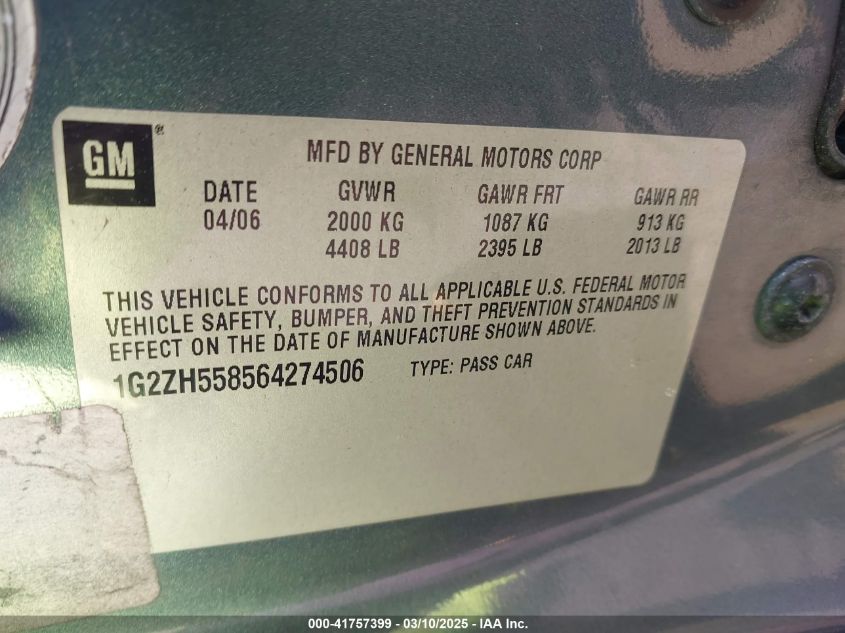 GM®
MFD BY GENERAL MOTORS CORP
DATE GVWR GAWR FRT GAWR RR
04/06 2000 KG 1087 KG 913 KG
4408 LB 2395 LB 2013 LB
THIS VEHICLE CONFORMS TO ALL APPLICABLE U.S. FEDERAL MOTOR
VEHICLE SAFETY, BUMPER, AND THEFT PREVENTION STANDARDS IN
EFFECT ON THE DATE OF MANUFACTURE SHOWN ABOVE.
1G2ZH558564274506 TYPE: PASS CAR
000-41757399 — 03/10/2025 — IAA Inc.